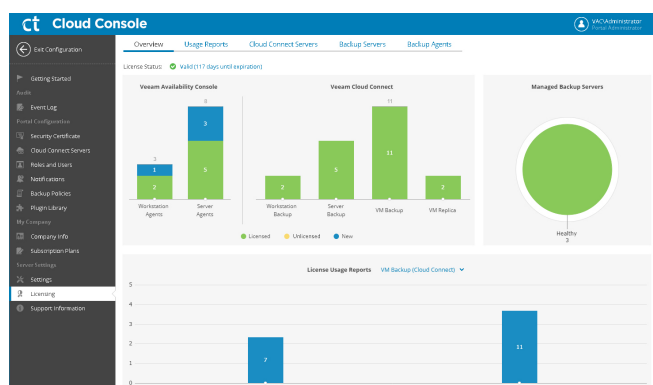 ct Cloud Console
VAC\Administrator
Portal Administrator
Exit Configuration
Overview Usage Reports Cloud Connect Servers Backup Servers Backup Agents
License Status: Valid (117 days until expiration)
Getting Started
Audit
Event Log
Portal Configuration
Security Certificate
Cloud Connect Servers
Roles and Users
Notifications
Backup Policies
Plugin Library
My Company
Company Info
Subscription Plans
Server Settings
Settings
Licensing
Support Information
Veeam Availability Console
3
1
2
8
3
5
Workstation Agents
Server Agents
Veeam Cloud Connect
11
2
5
11
2
Workstation Backup
Server Backup
VM Backup
VM Replica
Licensed Unlicensed New
Managed Backup Servers
Healthy
3
License Usage Reports VM Backup (Cloud Connect)
5
4
3
2
1
0
7
11